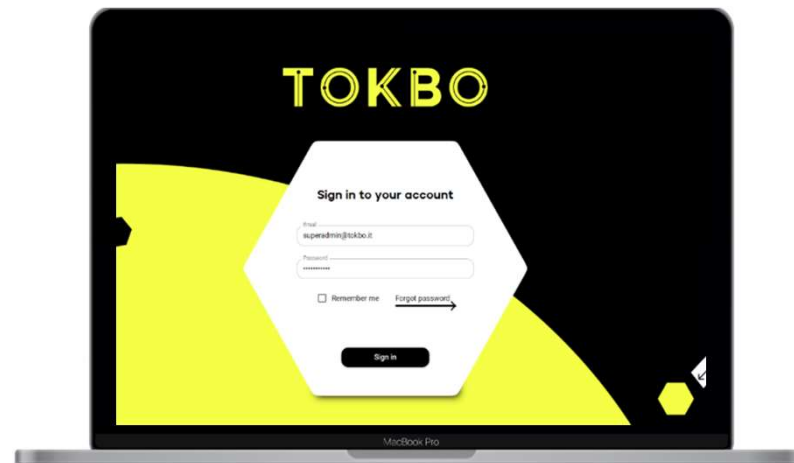 TOKBO
Sign in to your account
Email
superadmin@tokbo.it
Password
•••••••••••
Remember me
Forgot password
Sign in
MacBook Pro